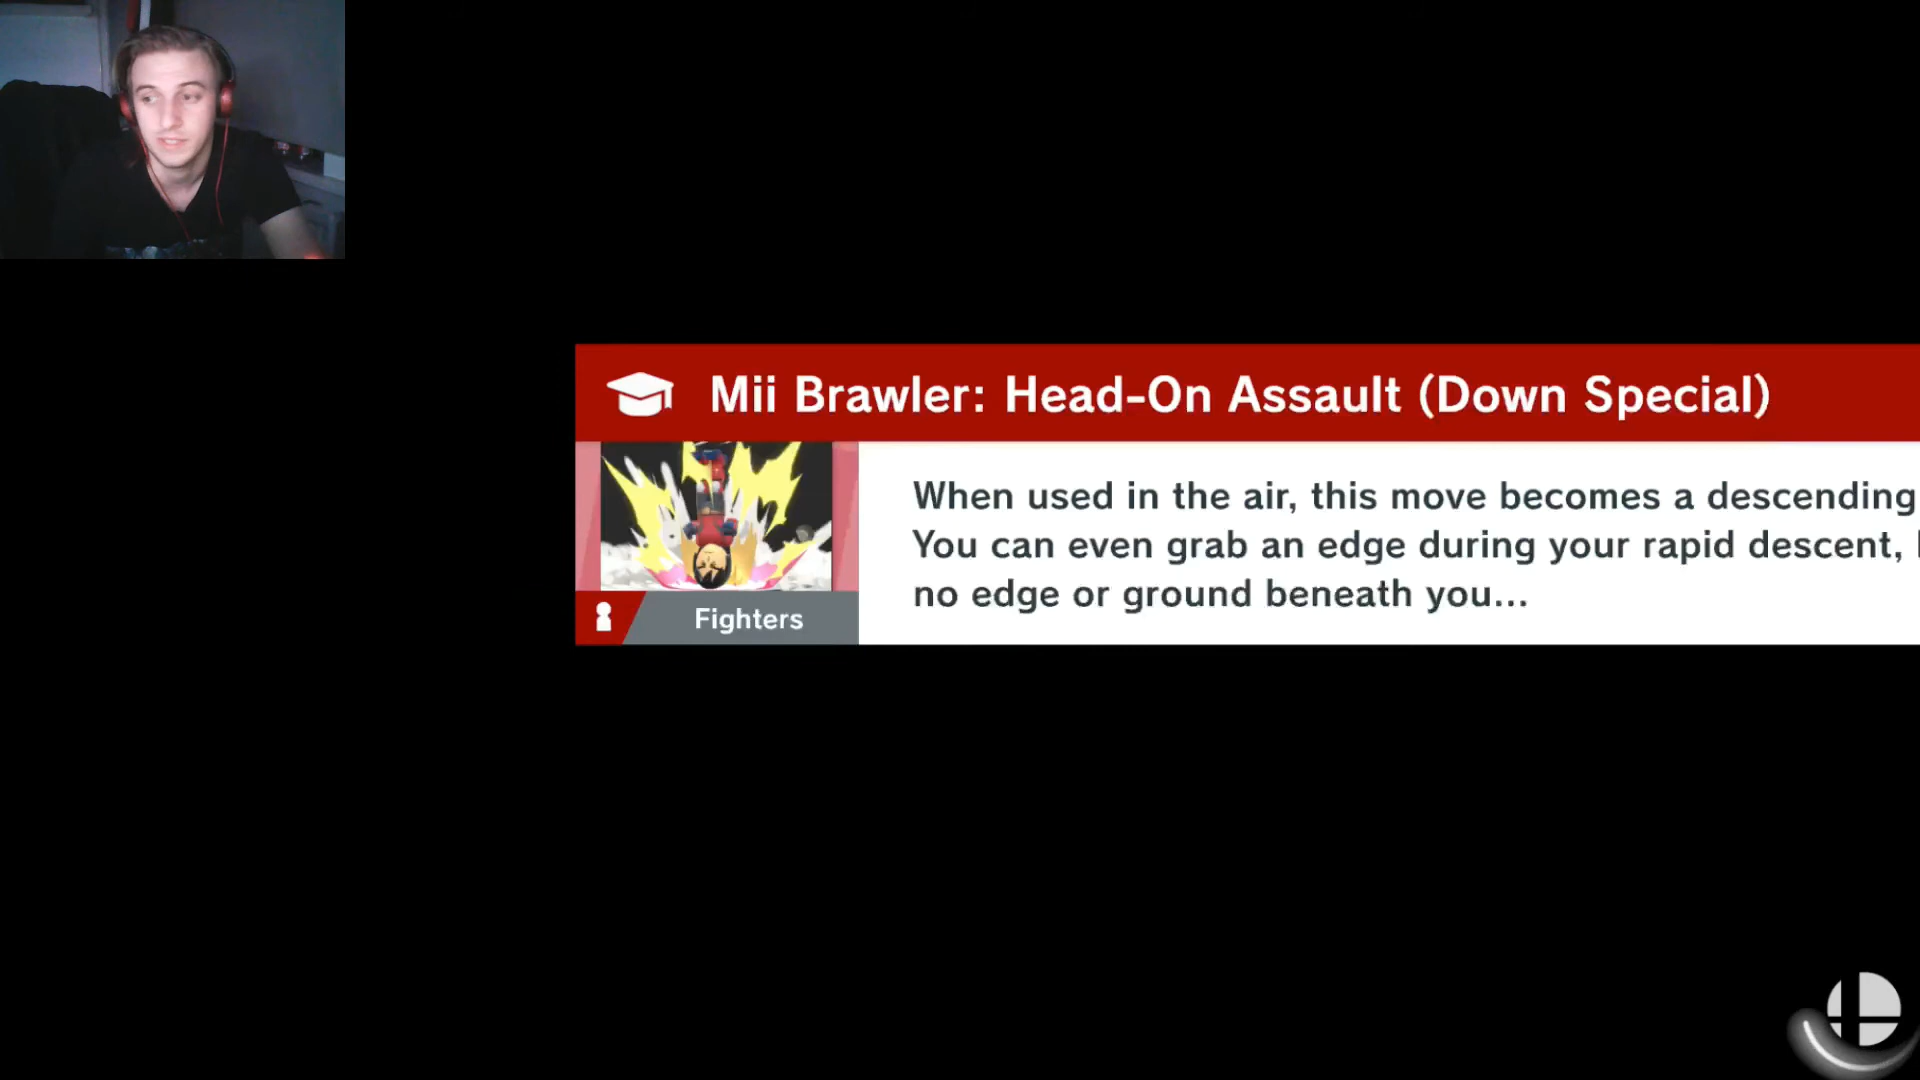 Mii Brawler: Head-On Assault (Down Special)
When used in the air, this move becomes a descending
You can even grab an edge during your rapid descent,
no edge or ground beneath you...
Fighters